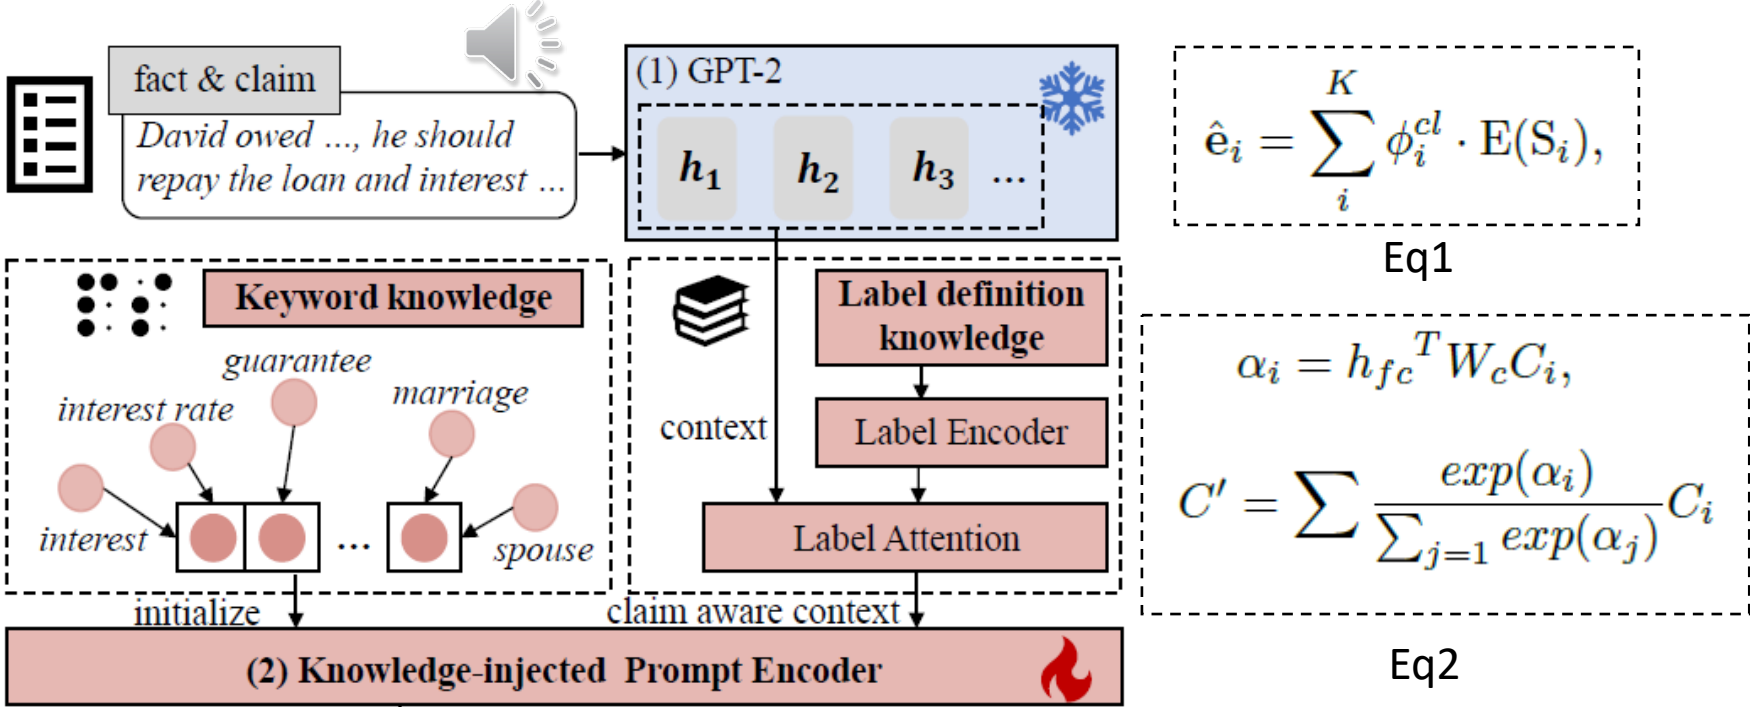 fact & claim
David owed ..., he should
repay the loan and interest ...
(1) GPT-2
h₁ h₂ h₃ ...
Keyword knowledge
guarantee
interest rate
marriage
interest
...
spouse
initialize
Label definition
knowledge
context
Label Encoder
Label Attention
claim aware context
(2) Knowledge-injected Prompt Encoder
ê_i = ∑_i^K ϕ_i^{cl} · E(S_i),
Eq1
α_i = h_{fc}^T W_c C_i,
C′ = ∑ exp(α_i) / ∑_{j=1} exp(α_j) C_i
Eq2